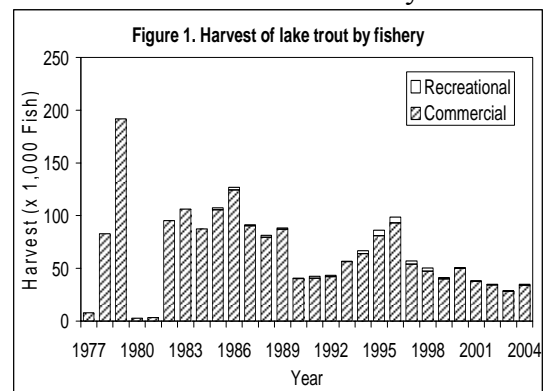 Figure 1. Harvest of lake trout by fishery
250
200
150
100
50
0
Harvest (x 1,000 Fish)
Recreational
Commercial
1977 1980 1983 1986 1989 1992 1995 1998 2001 2004
Year